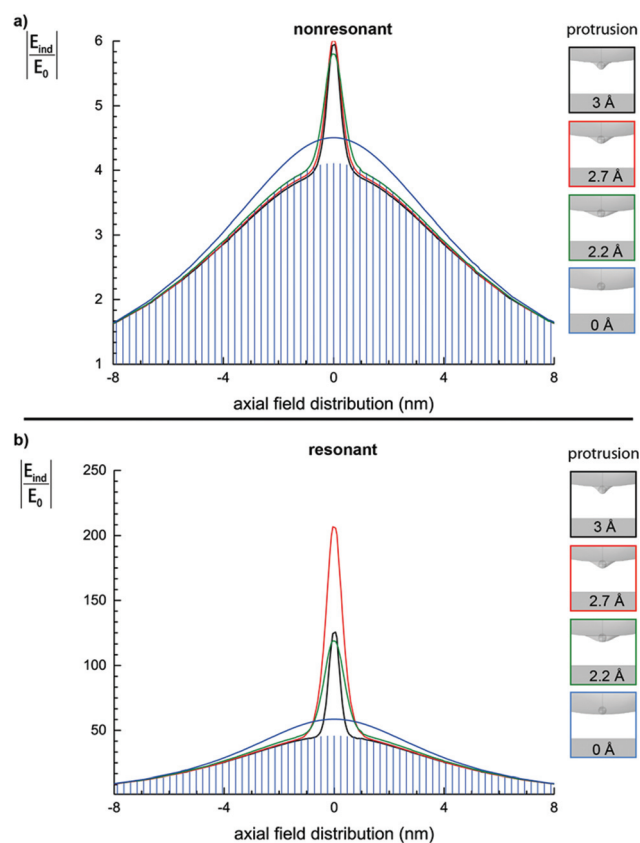 a)
nonresonant
protrusion
|E_ind/E_0|
6
5
4
3
2
1
-8
-4
0
4
8
axial field distribution (nm)
3 Å
2.7 Å
2.2 Å
0 Å
b)
resonant
protrusion
|E_ind/E_0|
250
200
150
100
50
-8
-4
0
4
8
axial field distribution (nm)
3 Å
2.7 Å
2.2 Å
0 Å